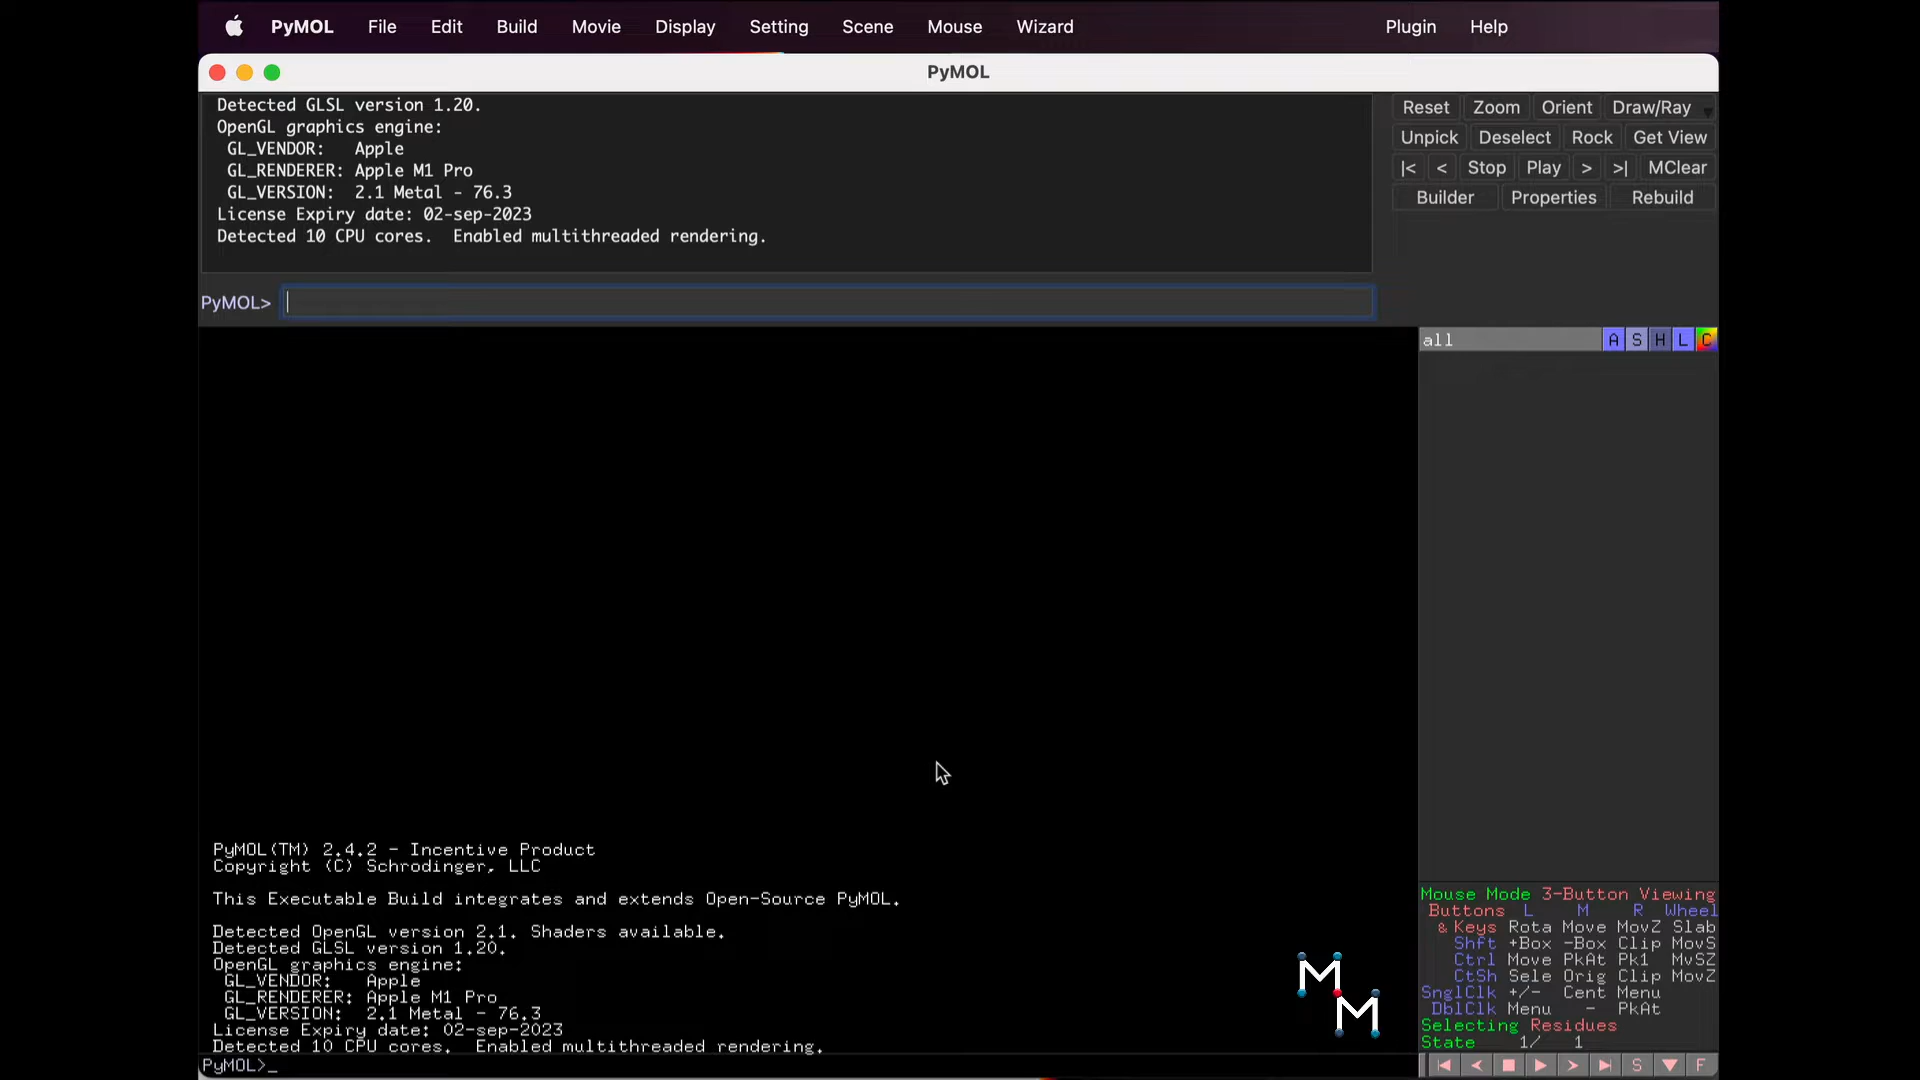 PyMOL File Edit Build Movie Display Setting Scene Mouse Wizard Plugin Help
PyMOL
Detected GLSL version 1.20.
OpenGL graphics engine:
GL_VENDOR: Apple
GL_RENDERER: Apple M1 Pro
GL_VERSION: 2.1 Metal - 76.3
License Expiry date: 02-sep-2023
Detected 10 CPU cores. Enabled multithreaded rendering.
PyMOL>
Reset Zoom Orient Draw/Ray
Unpick Deselect Rock Get View
|< < Stop Play > >| MClear
Builder Properties Rebuild
all A S H L C
PyMOL(TM) 2.4.2 - Incentive Product
Copyright (C) Schrodinger, LLC
This Executable Build integrates and extends Open-Source PyMOL.
Detected OpenGL version 2.1. Shaders available.
Detected GLSL version 1.20.
OpenGL graphics engine:
GL_VENDOR: Apple
GL_RENDERER: Apple M1 Pro
GL_VERSION: 2.1 Metal - 76.3
License Expiry date: 02-sep-2023
Detected 10 CPU cores. Enabled multithreaded rendering.
PyMOL>_
M
M
Mouse Mode 3-Button Viewing
Buttons L M R Wheel
& Keys Rota Move MovZ Slab
Shft +Box -Box Clip MovS
Ctrl Move PkAt Pk1 MvSZ
CtSh Sele Orig Clip MovZ
SnglClk +/- Cent Menu
DblClk Menu - PkAt
Selecting Residues
State 1/ 1
S F